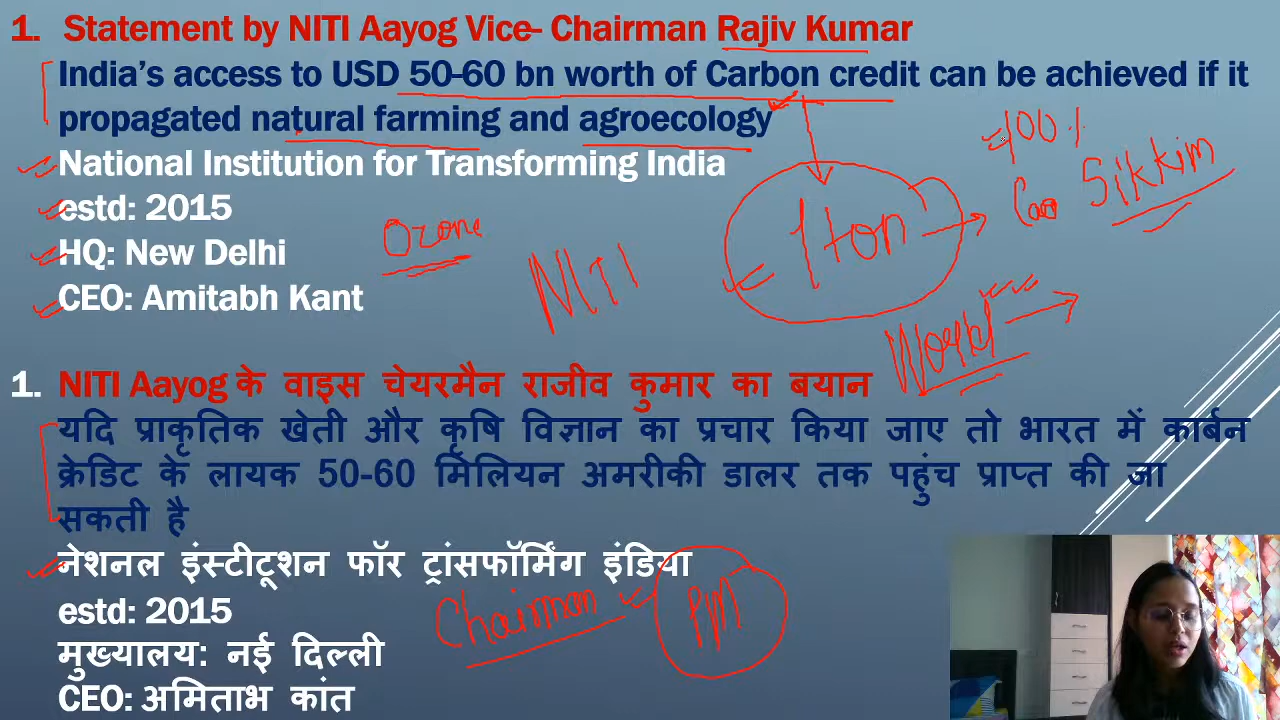 1. Statement by NITI Aayog Vice- Chairman Rajiv Kumar
India's access to USD 50-60 bn worth of Carbon credit can be achieved if it
propagated natural farming and agroecology
100%
National Institution for Transforming India
Sikkim
estd: 2015
Ozone
1 ton
HQ: New Delhi
NITI
CEO: Amitabh Kant
World
1. NITI Aayog के वाइस चेयरमैन राजीव कुमार का बयान
यदि प्राकृतिक खेती और कृषि विज्ञान का प्रचार किया जाए तो भारत में कार्बन
क्रेडिट के लायक 50-60 मिलियन अमरीकी डालर तक पहुंच प्राप्त की जा
सकती है
नेशनल इंस्टीटूशन फॉर ट्रांसफॉर्मिंग इंडिया
estd: 2015
Chairman PM
मुख्यालय: नई दिल्ली
CEO: अमिताभ कांत